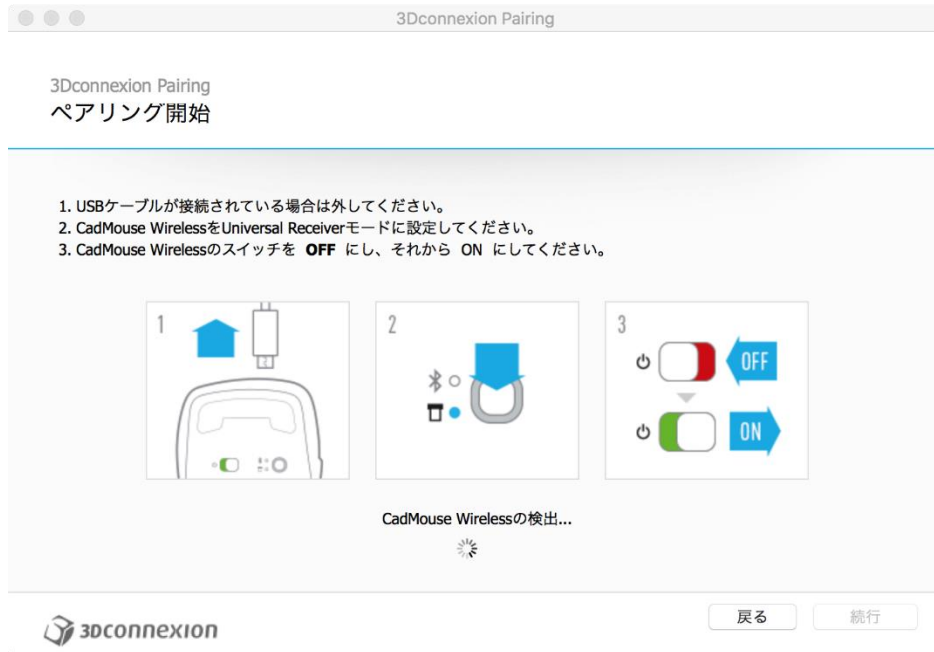 3Dconnexion Pairing
3Dconnexion Pairing
ペアリング開始
1. USBケーブルが接続されている場合は外してください。
2. CadMouse WirelessをUniversal Receiverモードに設定してください。
3. CadMouse Wirelessのスイッチを OFF にし、それから ON にしてください。
1
2
3
OFF
ON
CadMouse Wirelessの検出...
3Dconnexion
戻る
続行